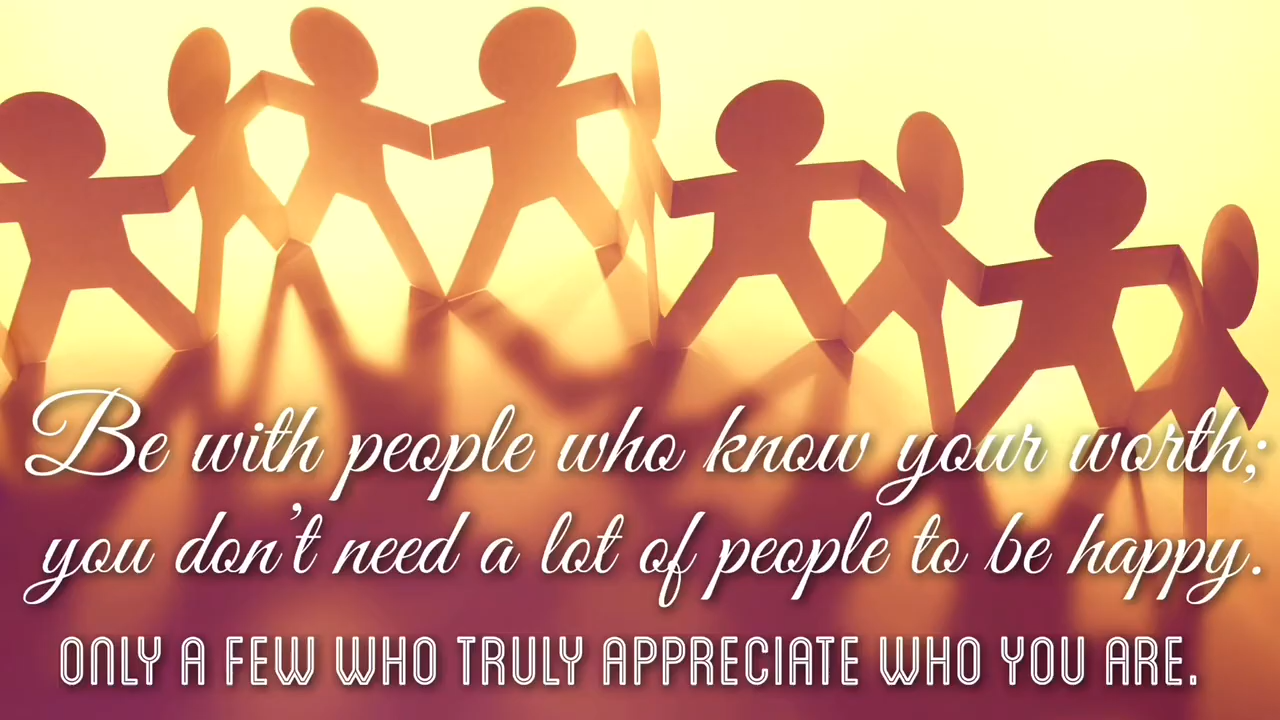 Be with people who know your worth;
you don't need a lot of people to be happy.
ONLY A FEW WHO TRULY APPRECIATE WHO YOU ARE.